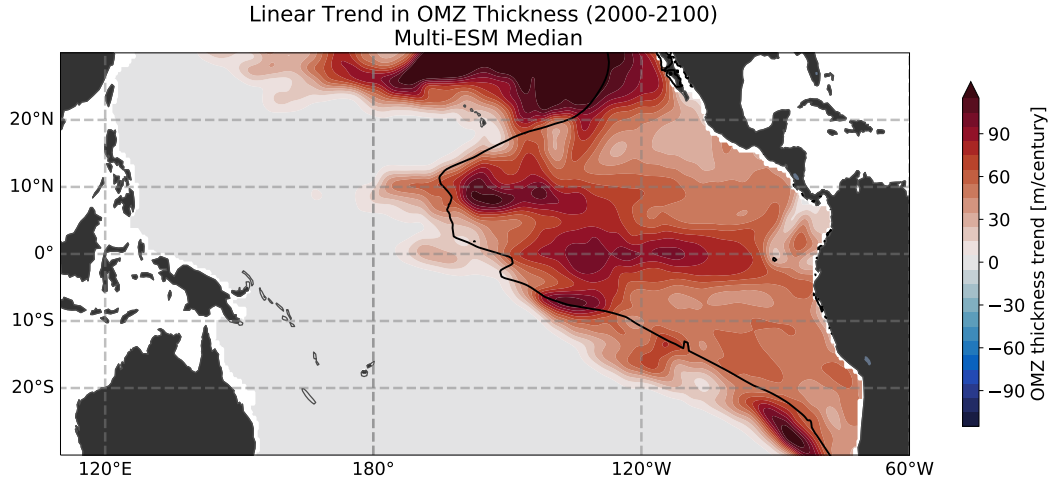 Linear Trend in OMZ Thickness (2000-2100)
Multi-ESM Median
20°N
10°N
0°
10°S
20°S
120°E
180°
120°W
60°W
90
60
30
0
−30
−60
−90
OMZ thickness trend [m/century]